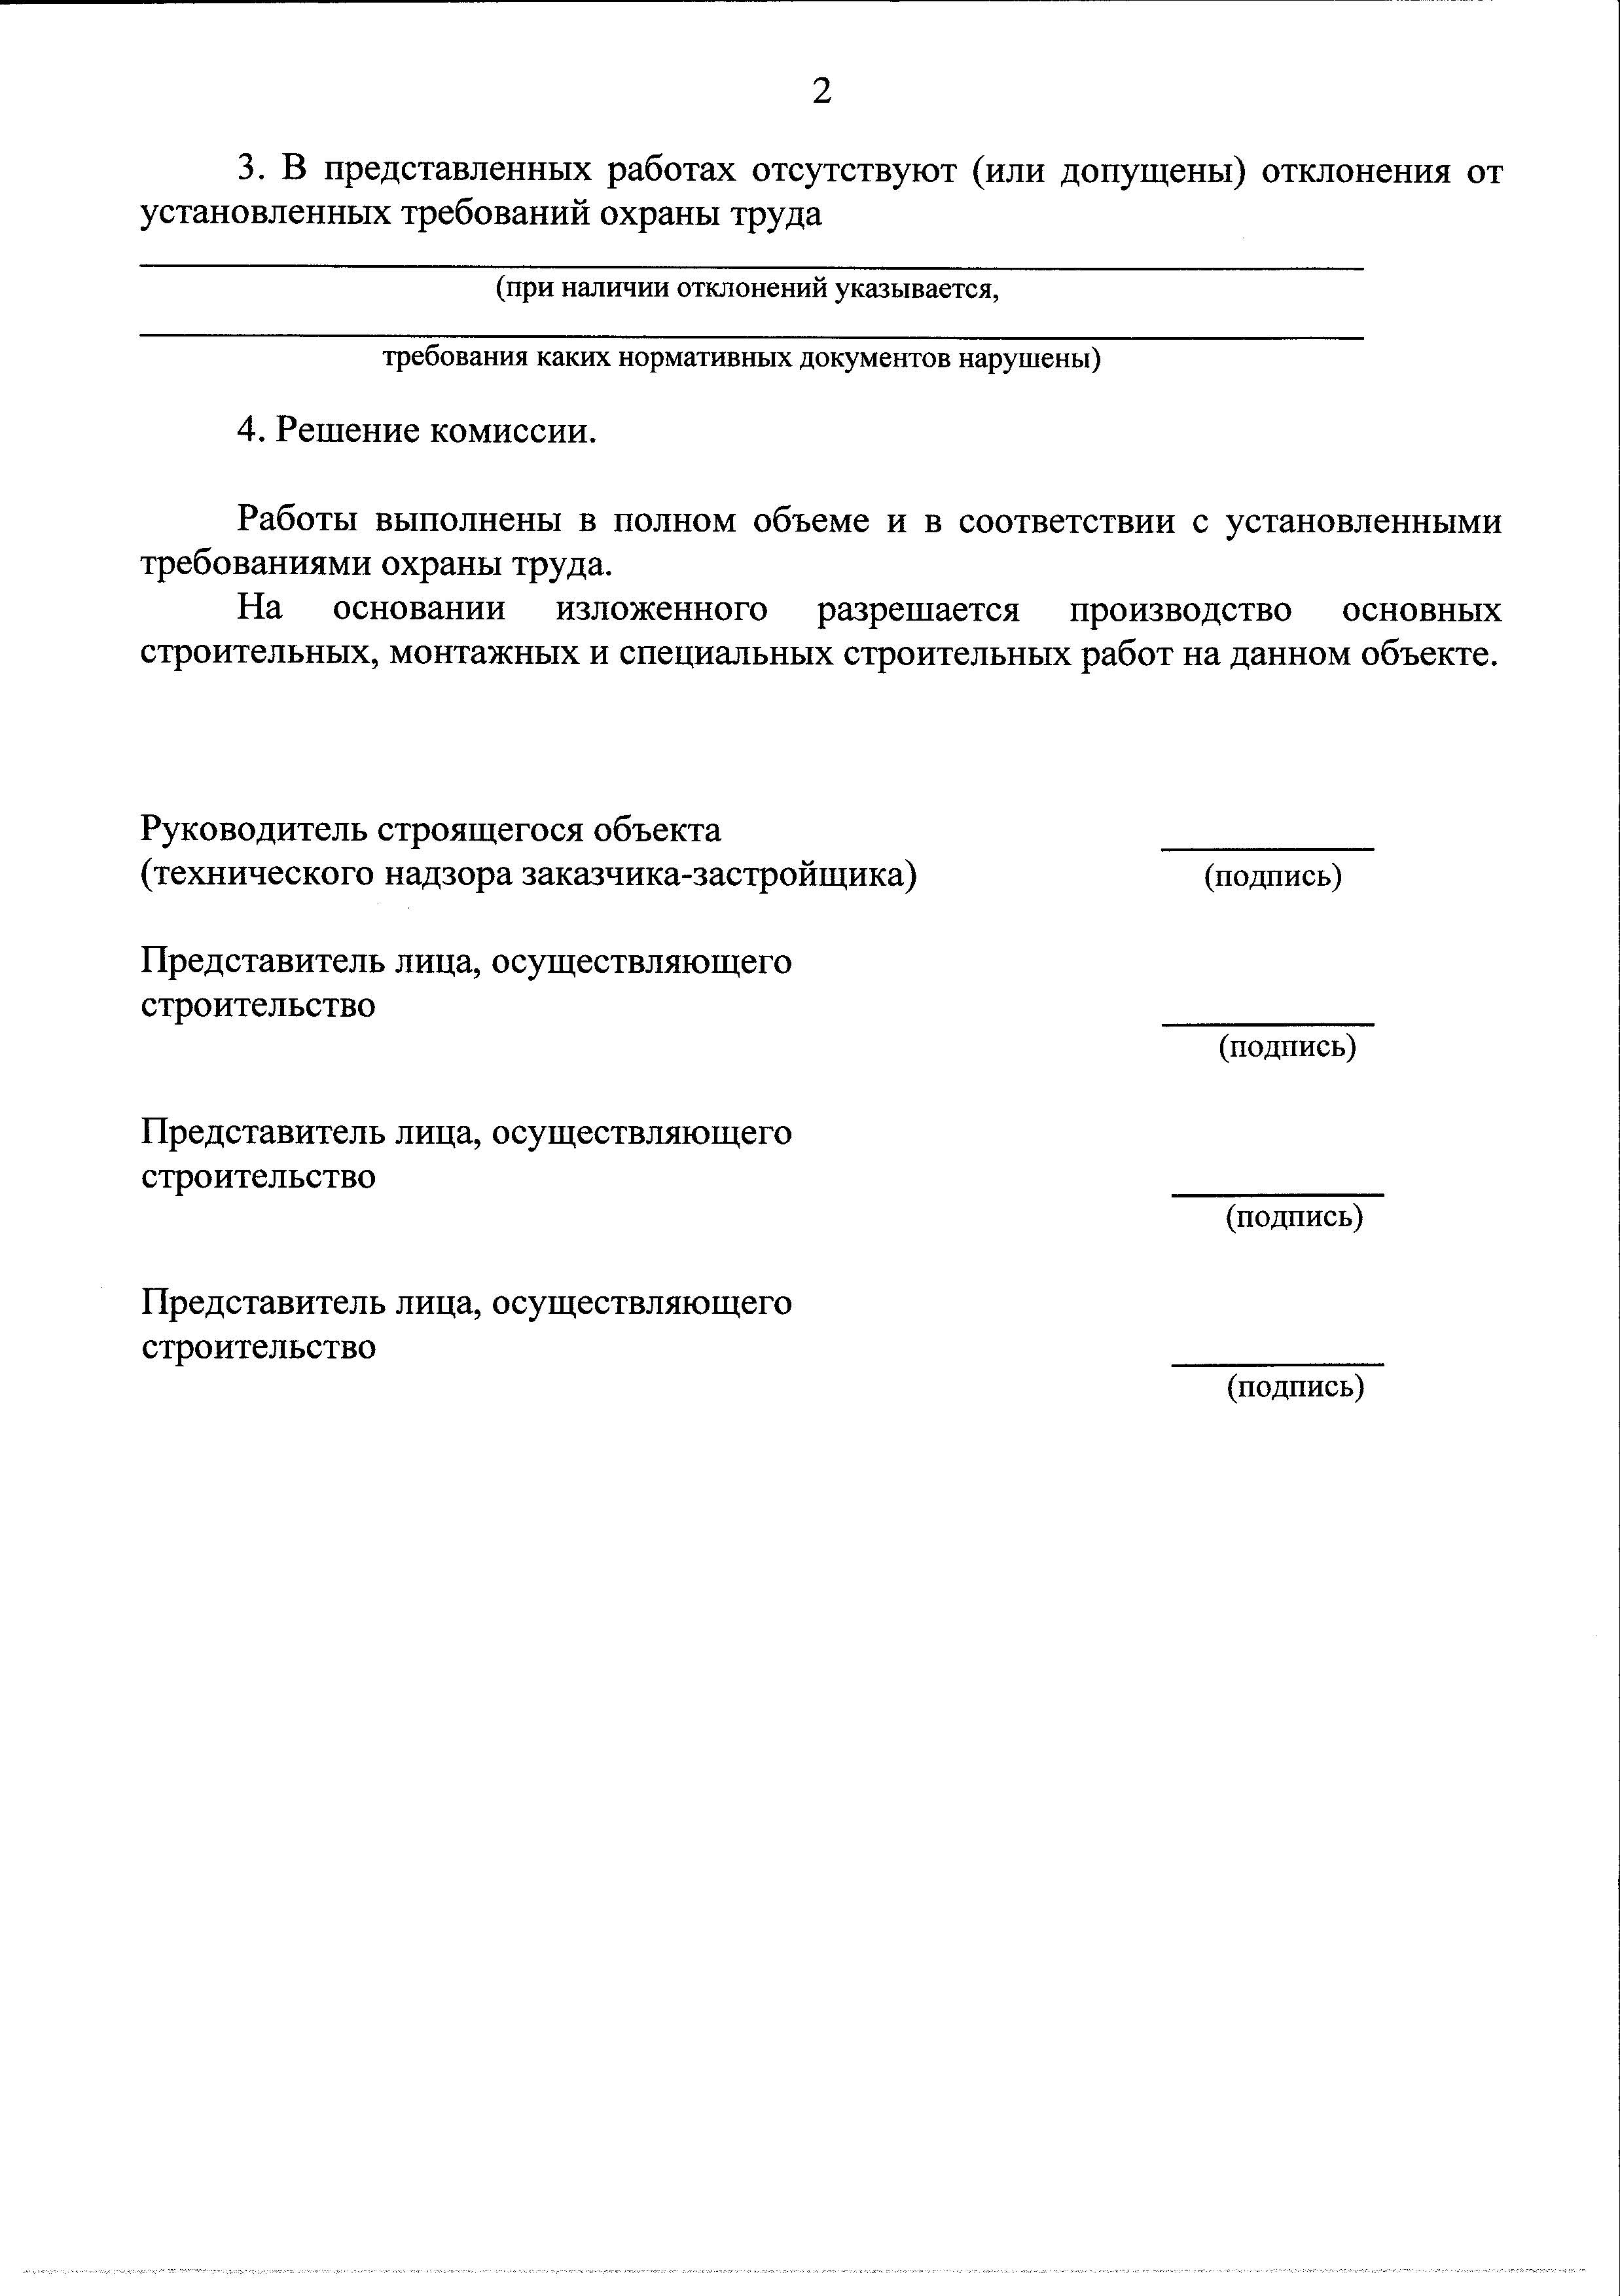 2
3. В представленных работах отсутствуют (или допущены) отклонения от
установленных требований охраны труда
(при наличии отклонений указывается,
требования каких нормативных документов нарушены)
4. Решение комиссии.
Работы выполнены в полном объеме и в соответствии с установленными
требованиями охраны труда.
На основании изложенного разрешается производство основных
строительных, монтажных и специальных строительных работ на данном объекте.
Руководитель строящегося объекта
(технического надзора заказчика-застройщика)
(подпись)
Представитель лица, осуществляющего
строительство
(подпись)
Представитель лица, осуществляющего
строительство
(подпись)
Представитель лица, осуществляющего
строительство
(подпись)